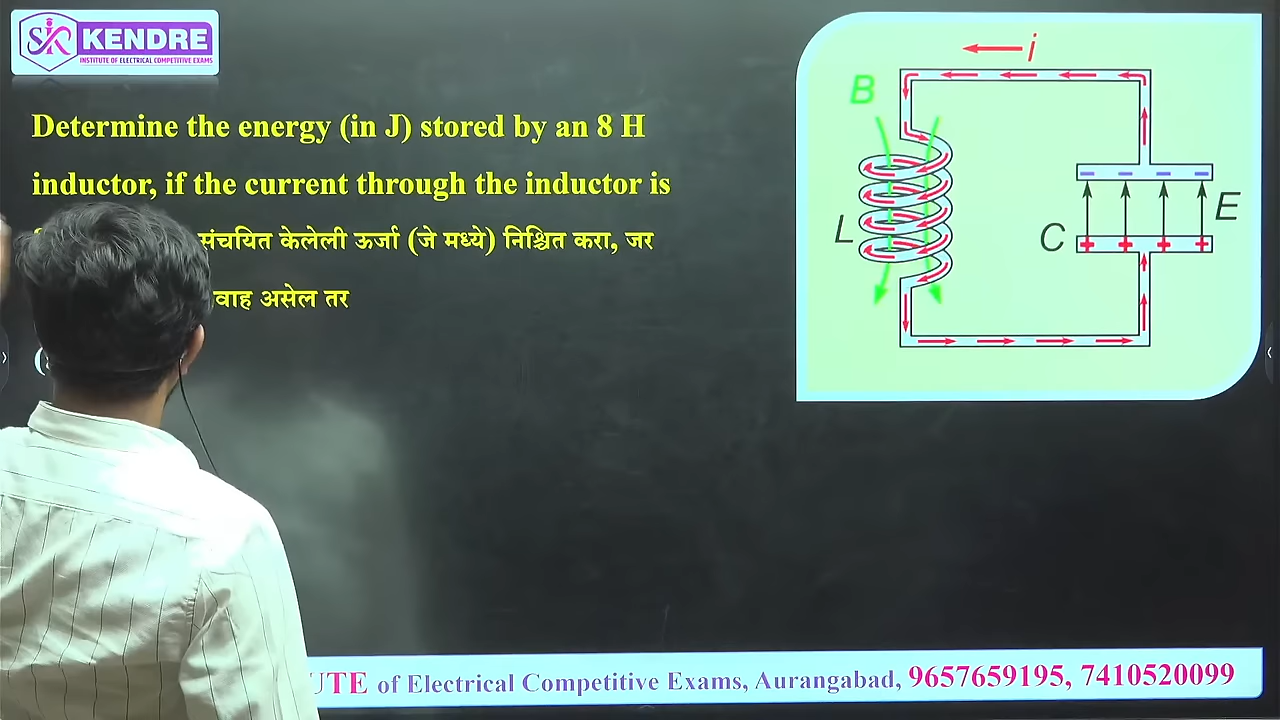 SIR KENDRE
INSTITUTE OF ELECTRICAL COMPETITIVE EXAMS
Determine the energy (in J) stored by an 8 H
inductor, if the current through the inductor is
संचयित केलेली ऊर्जा (जे मध्ये) निश्चित करा, जर
वाह असेल तर
i
B
L
C
E
UTE of Electrical Competitive Exams, Aurangabad, 9657659195, 7410520099